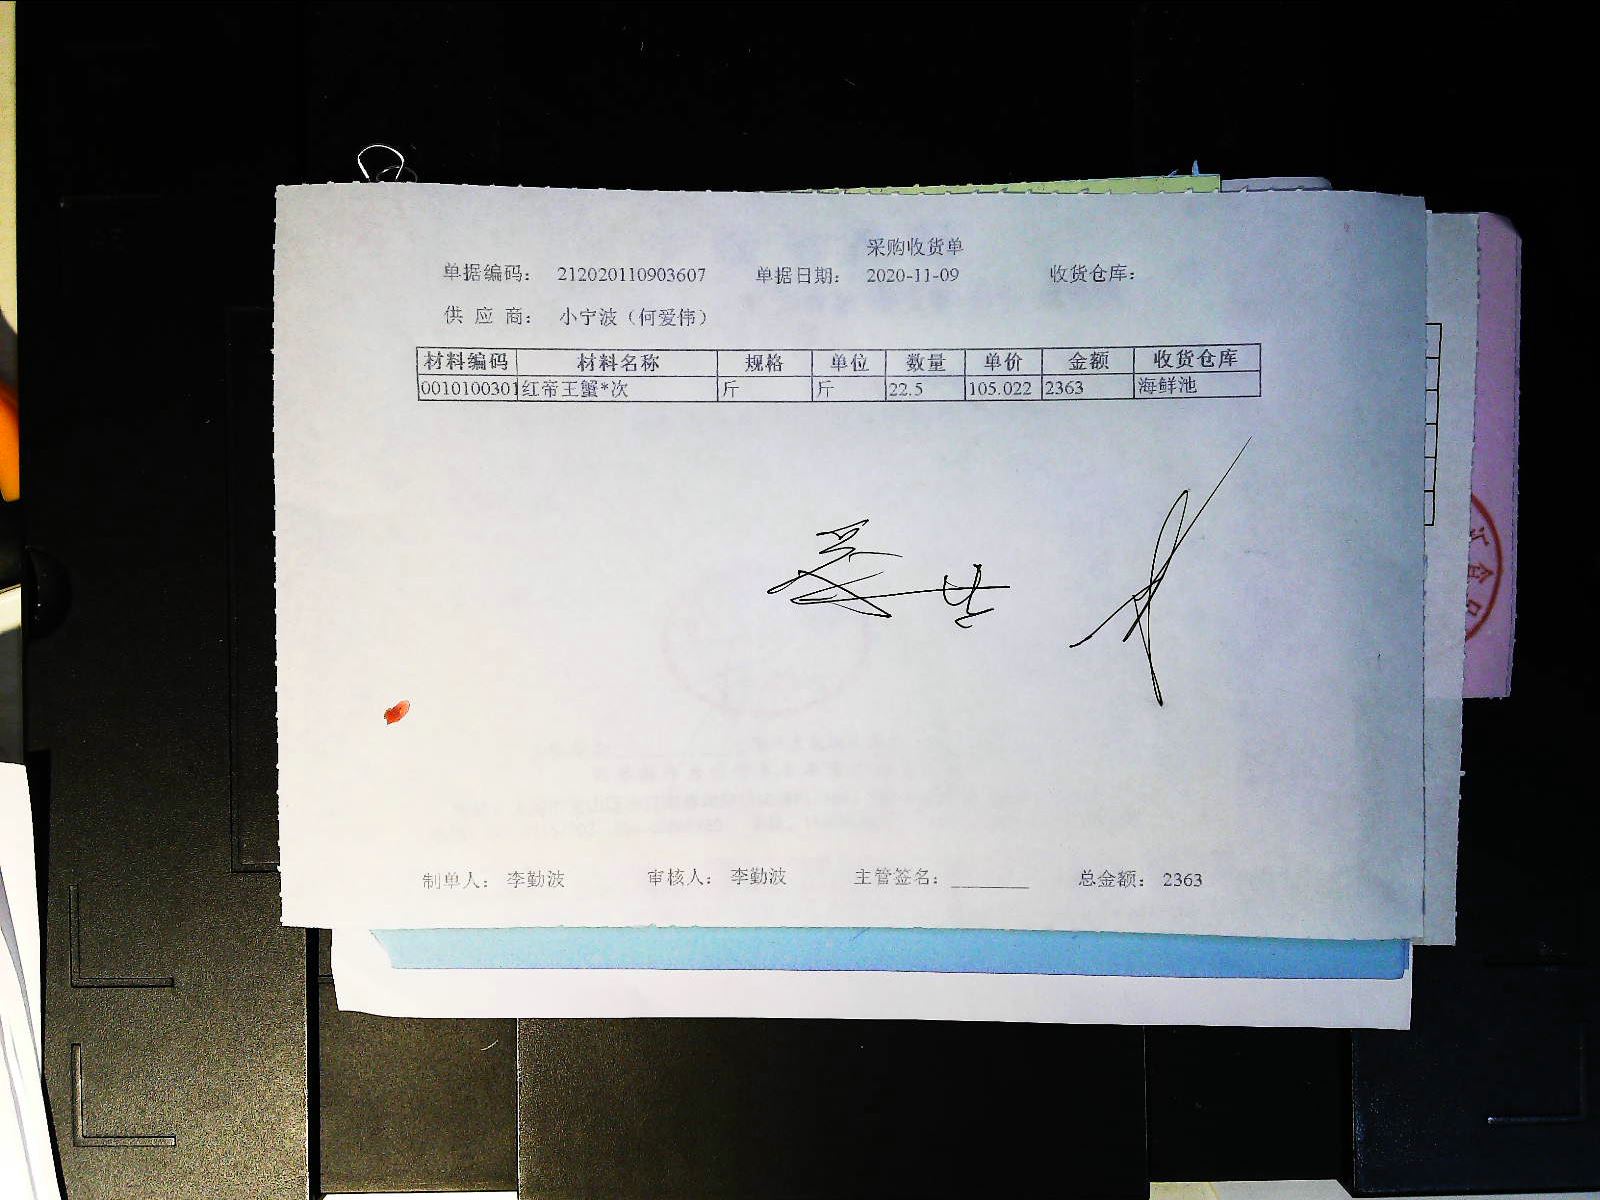 采购收货单
单据编码： 212020110903607 单据日期： 2020-11-09 收货仓库：
供 应 商： 小宁波（何爱伟）
材料编码 材料名称 规格 单位 数量 单价 金额 收货仓库
0010100301 红帝王蟹*次 斤 斤 22.5 105.022 2363 海鲜池
制单人： 李勤波 审核人： 李勤波 主管签名：________ 总金额： 2363